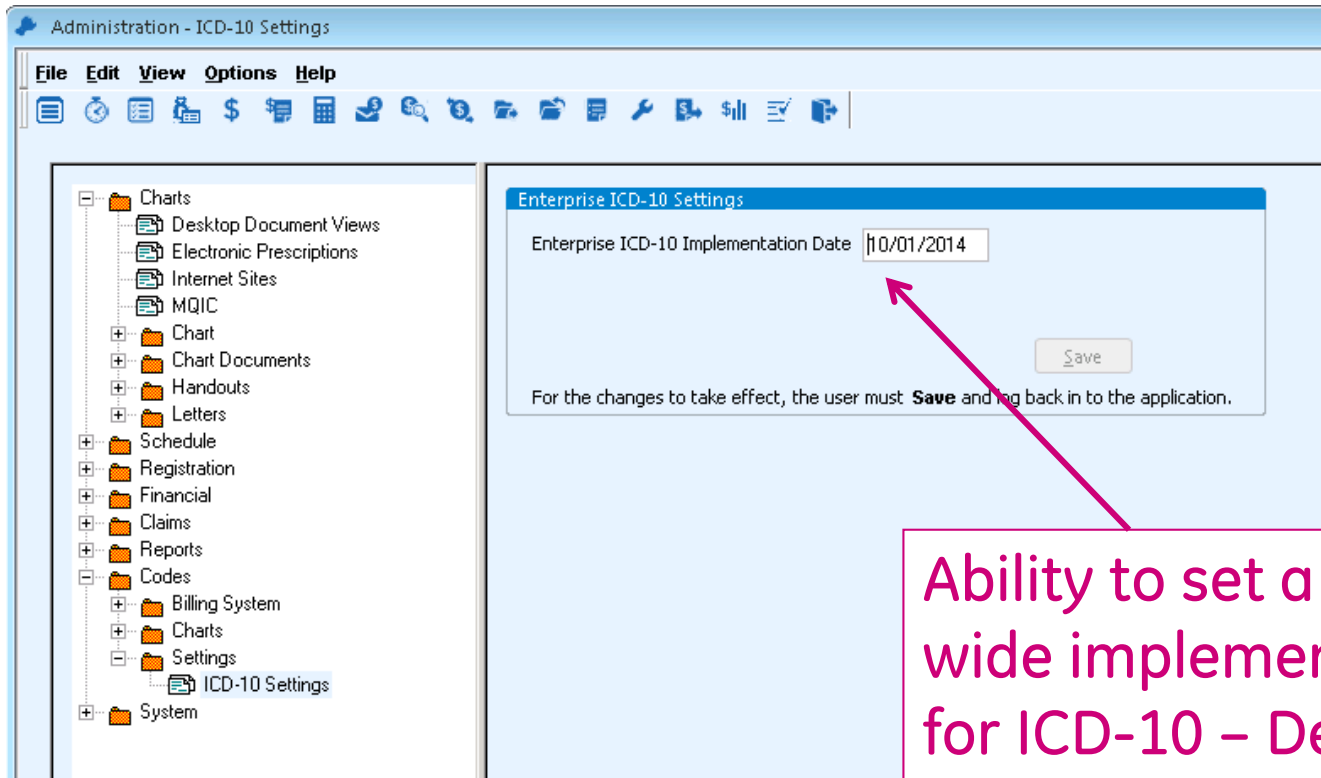 Administration - ICD-10 Settings
File Edit View Options Help
Charts
Desktop Document Views
Electronic Prescriptions
Internet Sites
MQIC
Chart
Chart Documents
Handouts
Letters
Schedule
Registration
Financial
Claims
Reports
Codes
Billing System
Charts
Settings
ICD-10 Settings
System
Enterprise ICD-10 Settings
Enterprise ICD-10 Implementation Date 10/01/2014
Save
For the changes to take effect, the user must Save and log back in to the application.
Ability to set a
wide implemen
for ICD-10 – De